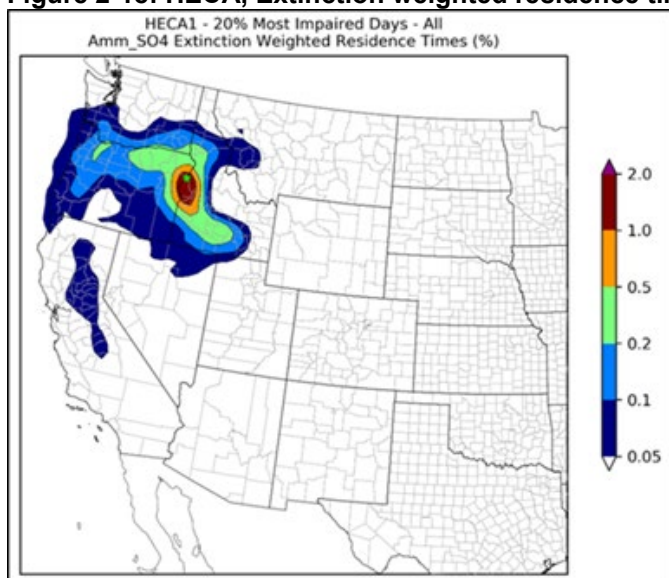 Figure 2-10: HECA, Extinction weighted residence ti
HECA1 - 20% Most Impaired Days - All
Amm_SO4 Extinction Weighted Residence Times (%)
2.0
1.0
0.5
0.2
0.1
0.05